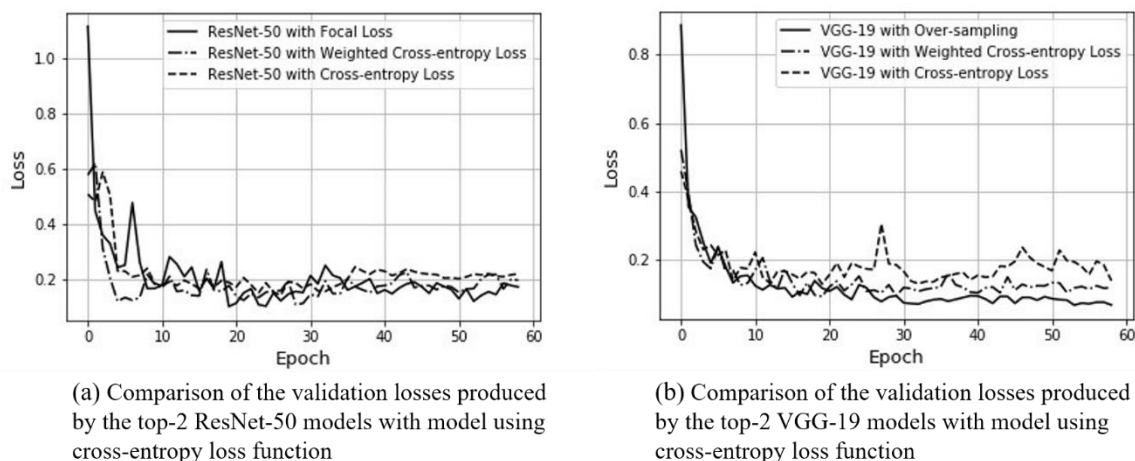 ResNet-50 with Focal Loss
ResNet-50 with Weighted Cross-entropy Loss
ResNet-50 with Cross-entropy Loss
Loss
1.0
0.8
0.6
0.4
0.2
0 10 20 30 40 50 60
Epoch
(a) Comparison of the validation losses produced
by the top-2 ResNet-50 models with model using
cross-entropy loss function
VGG-19 with Over-sampling
VGG-19 with Weighted Cross-entropy Loss
VGG-19 with Cross-entropy Loss
Loss
0.8
0.6
0.4
0.2
0 10 20 30 40 50 60
Epoch
(b) Comparison of the validation losses produced
by the top-2 VGG-19 models with model using
cross-entropy loss function